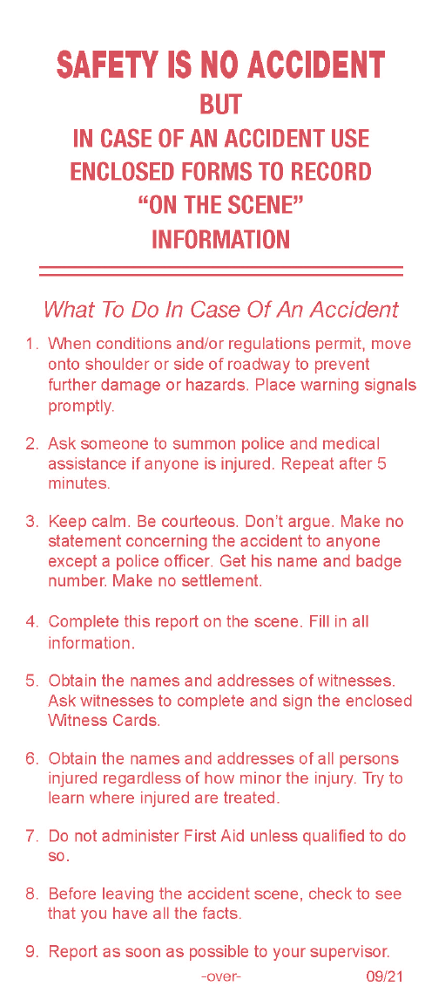 SAFETY IS NO ACCIDENT
BUT
IN CASE OF AN ACCIDENT USE
ENCLOSED FORMS TO RECORD
“ON THE SCENE”
INFORMATION
What To Do In Case Of An Accident
1. When conditions and/or regulations permit, move
onto shoulder or side of roadway to prevent
further damage or hazards. Place warning signals
promptly.
2. Ask someone to summon police and medical
assistance if anyone is injured. Repeat after 5
minutes.
3. Keep calm. Be courteous. Don’t argue. Make no
statement concerning the accident to anyone
except a police officer. Get his name and badge
number. Make no settlement.
4. Complete this report on the scene. Fill in all
information.
5. Obtain the names and addresses of witnesses.
Ask witnesses to complete and sign the enclosed
Witness Cards.
6. Obtain the names and addresses of all persons
injured regardless of how minor the injury. Try to
learn where injured are treated.
7. Do not administer First Aid unless qualified to do
so.
8. Before leaving the accident scene, check to see
that you have all the facts.
9. Report as soon as possible to your supervisor.
-over- 09/21